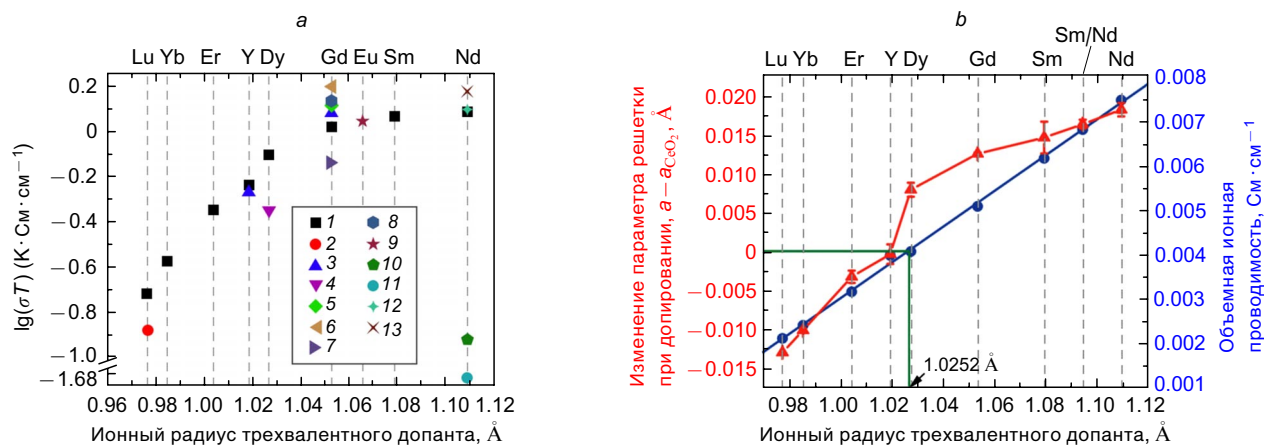 a
Lu Yb Er Y Dy Gd Eu Sm Nd
lg(σT) (К·См·см⁻¹)
0.2
0
−0.2
−0.4
−0.6
−0.8
−1.0
−1.68
0.96 0.98 1.00 1.02 1.04 1.06 1.08 1.10 1.12
Ионный радиус трехвалентного допанта, Å
1 8
2 9
3 10
4 11
5 12
6 13
7
b
Sm/Nd
Lu Yb Er Y Dy Gd Sm Nd
Изменение параметра решетки
при допировании, a − a_CeO₂, Å
0.020
0.015
0.010
0.005
0
−0.005
−0.010
−0.015
1.0252 Å
0.98 1.00 1.02 1.04 1.06 1.08 1.10 1.12
Ионный радиус трехвалентного допанта, Å
0.008
0.007
0.006
0.005
0.004
0.003
0.002
0.001
Объемная ионная
проводимость, См·см⁻¹